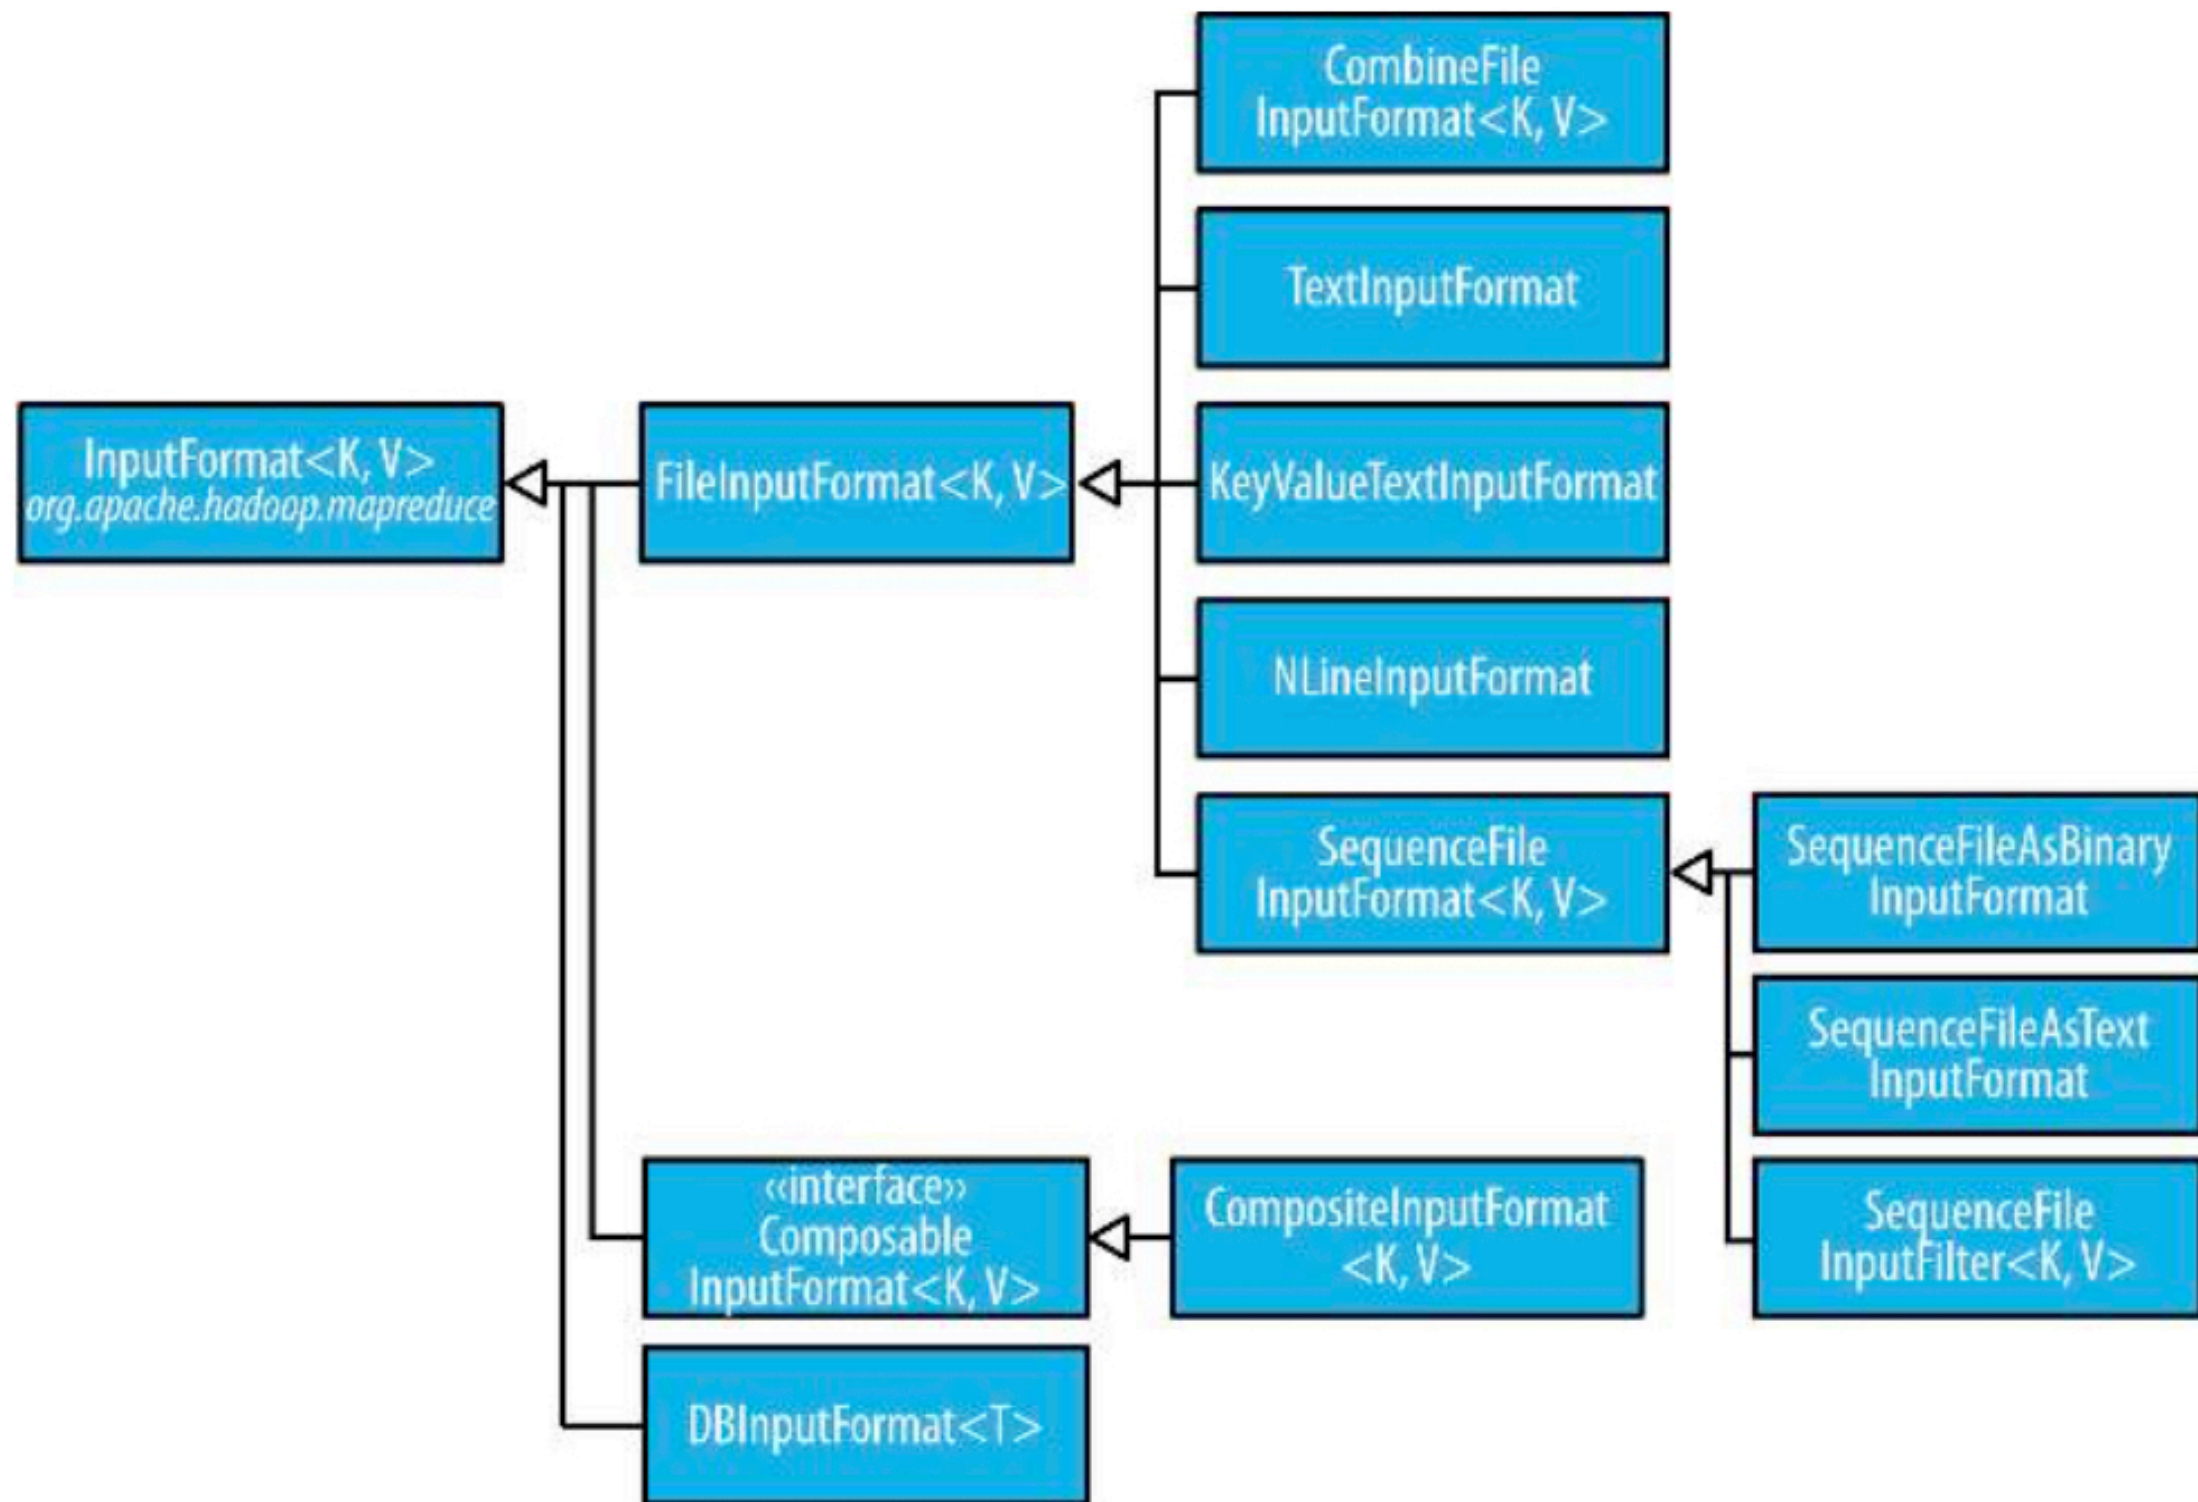 CombineFile
InputFormat<K, V>
TextInputFormat
InputFormat<K, V>
org.apache.hadoop.mapreduce
FileInputFormat<K, V>
KeyValueTextInputFormat
NLineInputFormat
SequenceFile
InputFormat<K, V>
SequenceFileAsBinary
InputFormat
SequenceFileAsText
InputFormat
«interface»
Composable
InputFormat<K, V>
CompositeInputFormat
<K, V>
SequenceFile
InputFilter<K, V>
DBInputFormat<T>